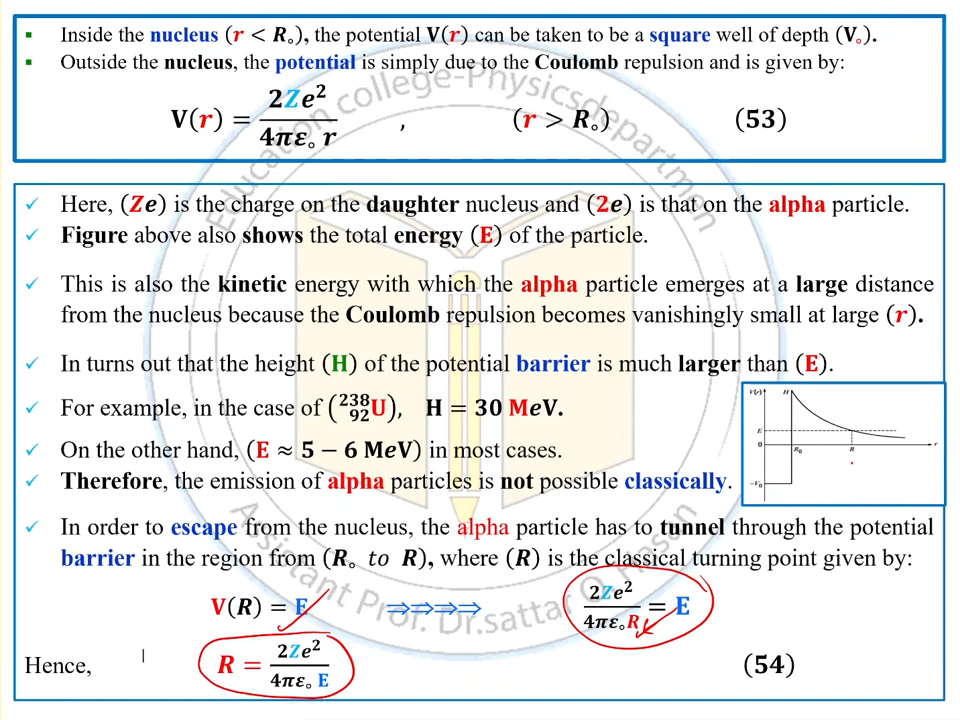 ▪ Inside the nucleus (r < R∘), the potential V(r) can be taken to be a square well of depth (V∘).
▪ Outside the nucleus, the potential is simply due to the Coulomb repulsion and is given by:
V(r) = 2Ze² / 4πε∘ r , (r > R∘) (53)
✓ Here, (Ze) is the charge on the daughter nucleus and (2e) is that on the alpha particle.
✓ Figure above also shows the total energy (E) of the particle.
✓ This is also the kinetic energy with which the alpha particle emerges at a large distance
from the nucleus because the Coulomb repulsion becomes vanishingly small at large (r).
✓ In turns out that the height (H) of the potential barrier is much larger than (E).
✓ For example, in the case of (²³⁸₉₂U), H = 30 MeV.
✓ On the other hand, (E ≈ 5 − 6 MeV) in most cases.
✓ Therefore, the emission of alpha particles is not possible classically.
V(r) H
E
0 r
R₀ R
−V₀
✓ In order to escape from the nucleus, the alpha particle has to tunnel through the potential
barrier in the region from (R∘ to R), where (R) is the classical turning point given by:
V(R) = E ⇒⇒⇒⇒ 2Ze² / 4πε∘R = E
Hence, R = 2Ze² / 4πε∘ E (54)
Education college-Physicsdepartmen
Assistant Prof. Dr.sattar O. Hasan